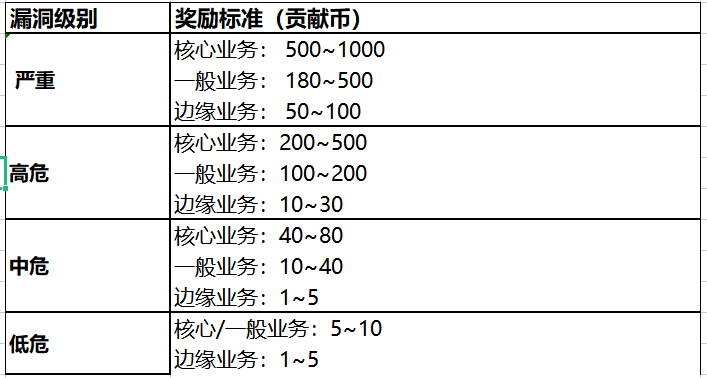 漏洞级别 奖励标准（贡献币）
严重
核心业务： 500~1000
一般业务： 180~500
边缘业务： 50~100
高危
核心业务：200~500
一般业务：100~200
边缘业务：10~30
中危
核心业务：40~80
一般业务：10~40
边缘业务：1~5
低危
核心/一般业务：5~10
边缘业务：1~5